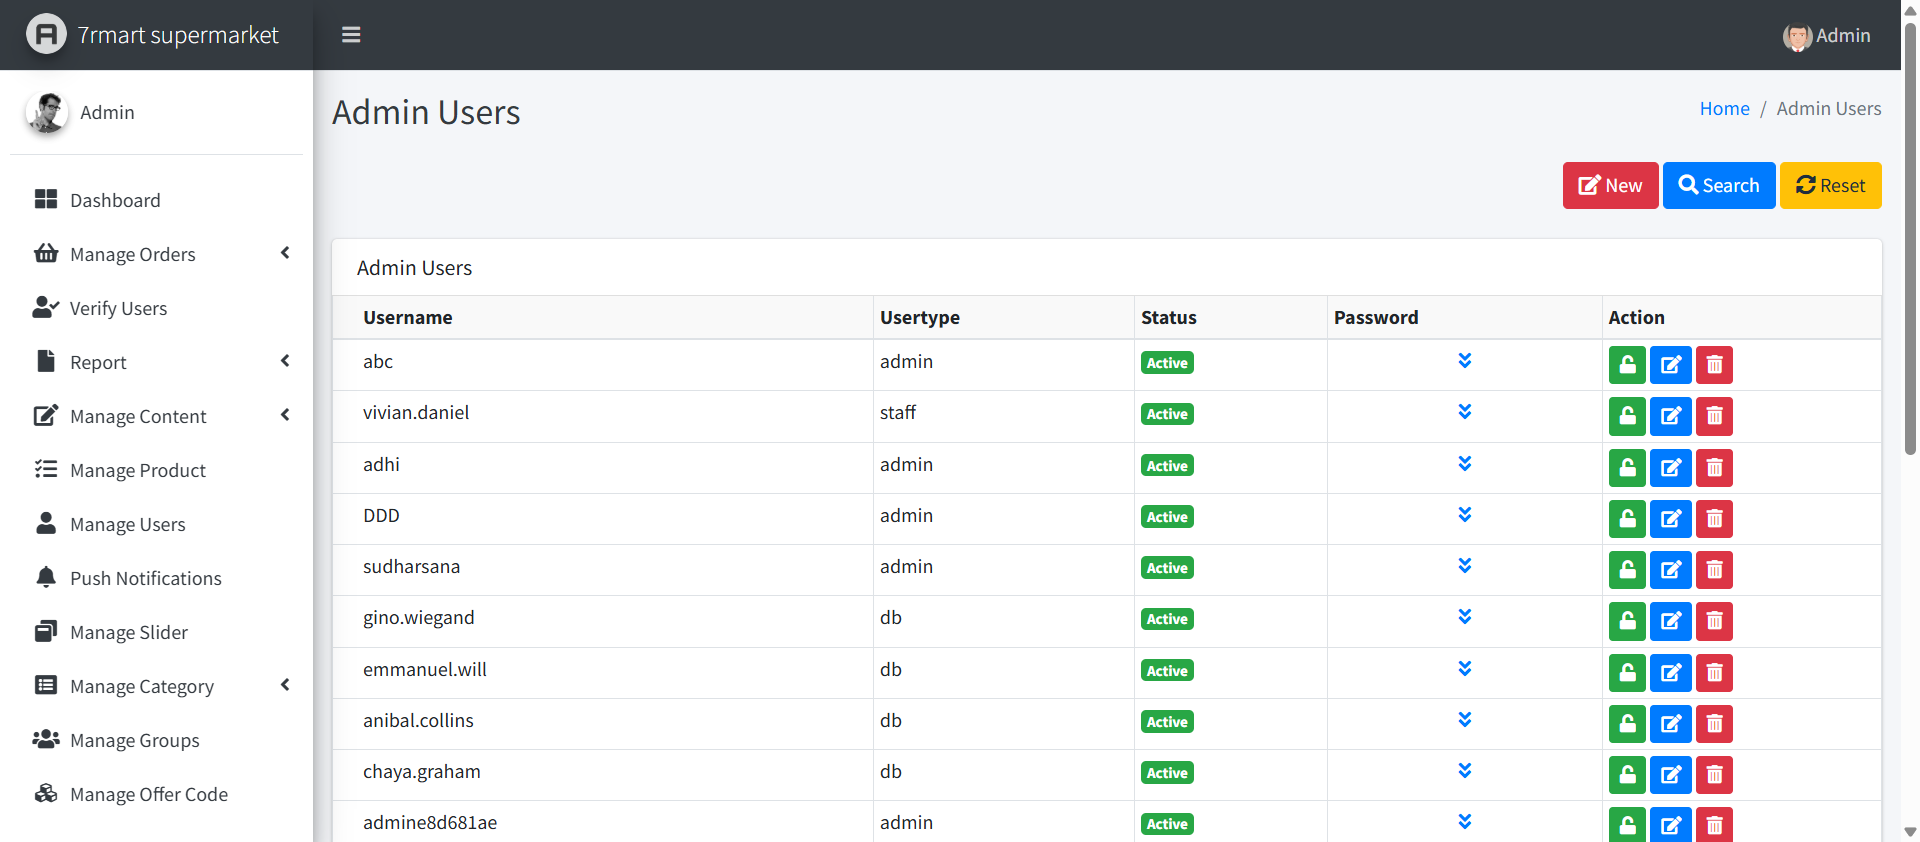 7rmart supermarket
Admin
Admin
Dashboard
Manage Orders
Verify Users
Report
Manage Content
Manage Product
Manage Users
Push Notifications
Manage Slider
Manage Category
Manage Groups
Manage Offer Code
Admin Users
Home / Admin Users
New Search Reset
Admin Users
Username Usertype Status Password Action
abc admin Active
vivian.daniel staff Active
adhi admin Active
DDD admin Active
sudharsana admin Active
gino.wiegand db Active
emmanuel.will db Active
anibal.collins db Active
chaya.graham db Active
admine8d681ae admin Active